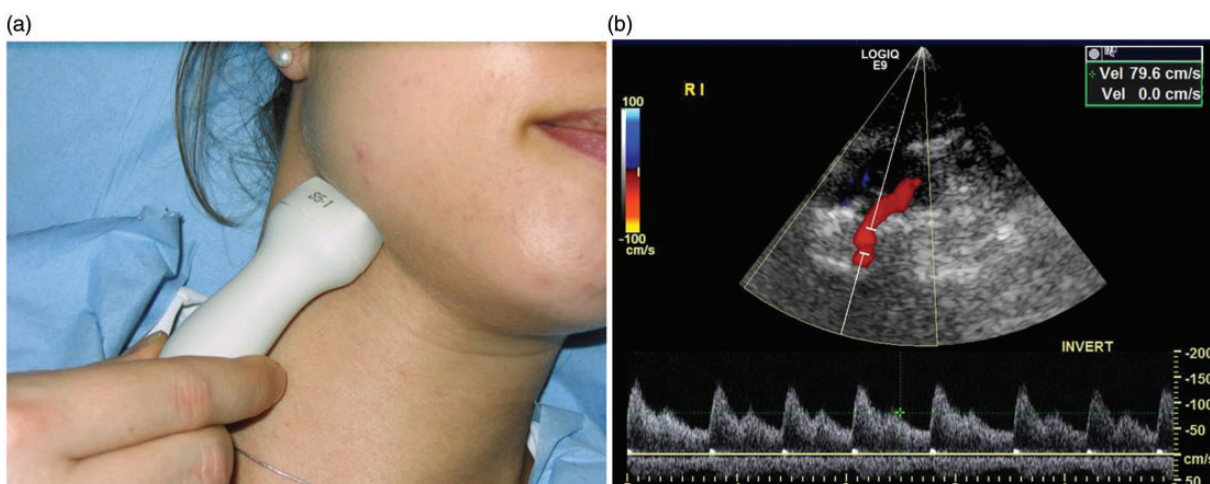 (a)
(b)
S5-1
LOGIQ
E9
R I
Vel 79.6 cm/s
Vel 0.0 cm/s
100
-100
cm/s
INVERT
-200
-150
-100
-50
cm/s
50